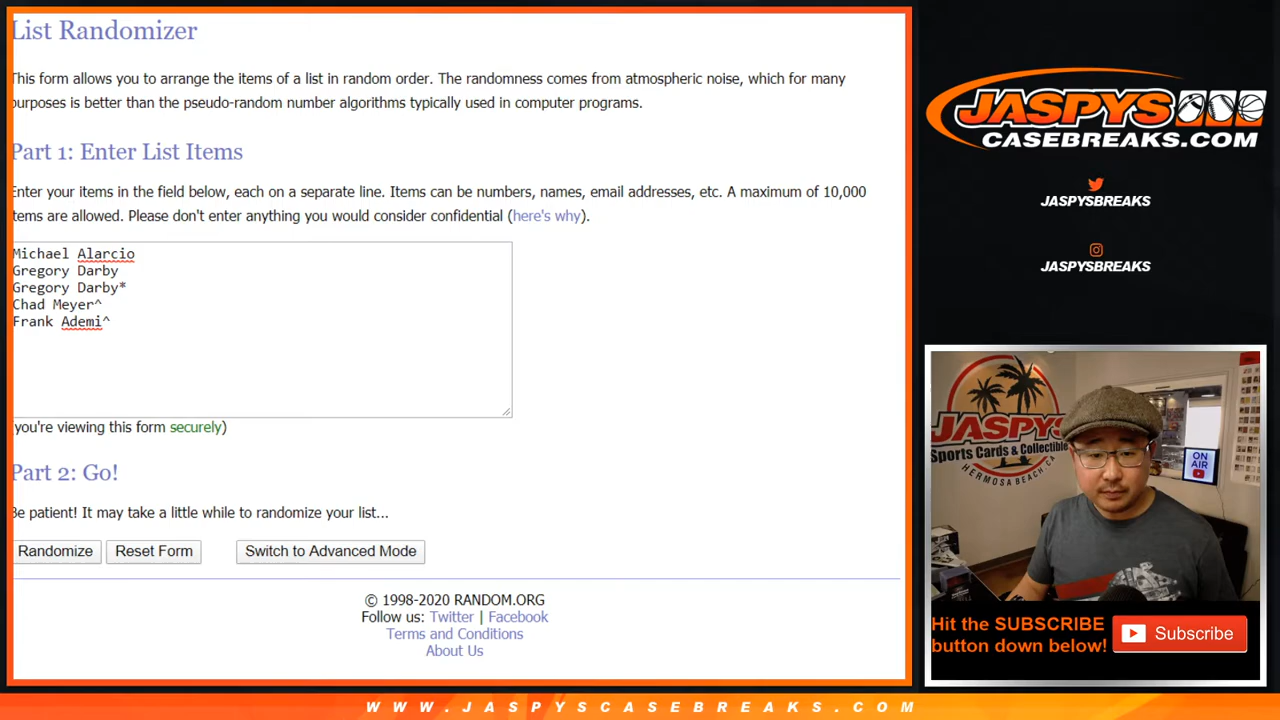 List Randomizer
This form allows you to arrange the items of a list in random order. The randomness comes from atmospheric noise, which for many
purposes is better than the pseudo-random number algorithms typically used in computer programs.
Part 1: Enter List Items
Enter your items in the field below, each on a separate line. Items can be numbers, names, email addresses, etc. A maximum of 10,000
items are allowed. Please don't enter anything you would consider confidential (here's why).
Michael Alarcio
Gregory Darby
Gregory Darby*
Chad Meyer^
Frank Ademi^
you're viewing this form securely)
Part 2: Go!
Be patient! It may take a little while to randomize your list...
Randomize Reset Form Switch to Advanced Mode
© 1998-2020 RANDOM.ORG
Follow us: Twitter | Facebook
Terms and Conditions
About Us
JASPYS
CASEBREAKS.COM
JASPYSBREAKS
JASPYSBREAKS
JASPYS
Sports Cards & Collectible
HERMOSA BEACH, CA
ON
AIR
Hit the SUBSCRIBE
button down below!
Subscribe
WWW.JASPYSCASEBREAKS.COM